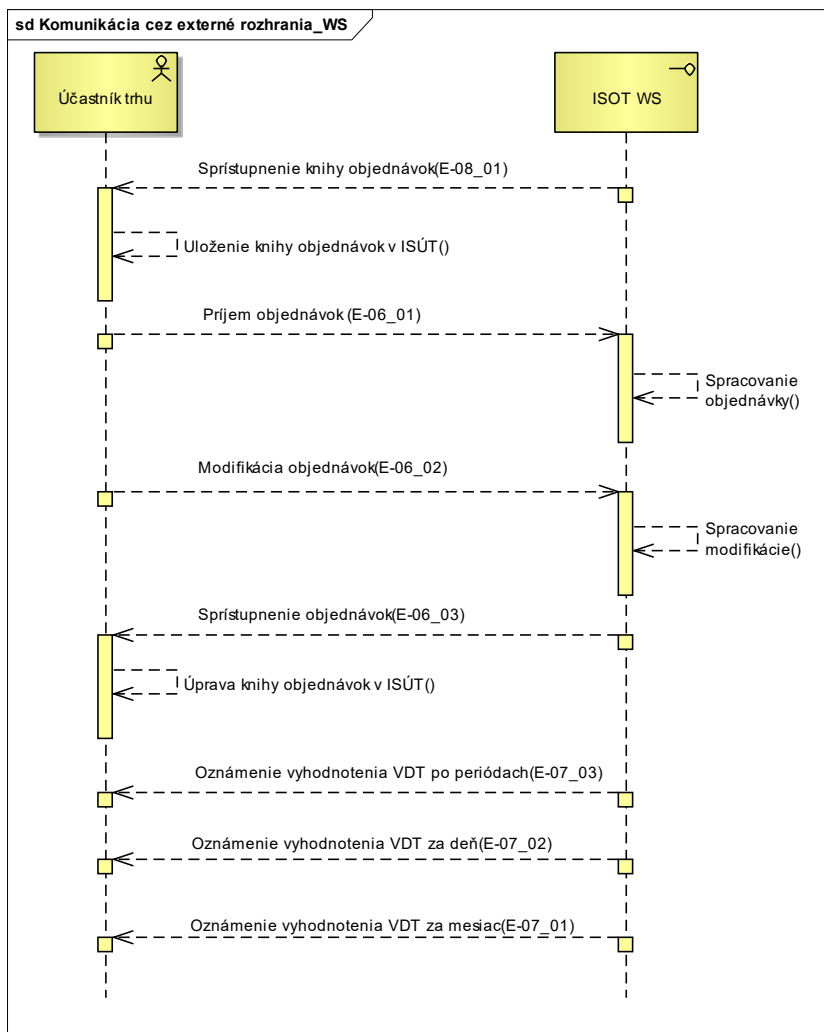 sd Komunikácia cez externé rozhrania_WS
Účastník trhu
ISOT WS
Sprístupnenie knihy objednávok(E-08_01)
Uloženie knihy objednávok v ISÚT()
Príjem objednávok (E-06_01)
Spracovanie
objednávky()
Modifikácia objednávok(E-06_02)
Spracovanie
modifikácie()
Sprístupnenie objednávok(E-06_03)
Úprava knihy objednávok v ISÚT()
Oznámenie vyhodnotenia VDT po periódach(E-07_03)
Oznámenie vyhodnotenia VDT za deň(E-07_02)
Oznámenie vyhodnotenia VDT za mesiac(E-07_01)